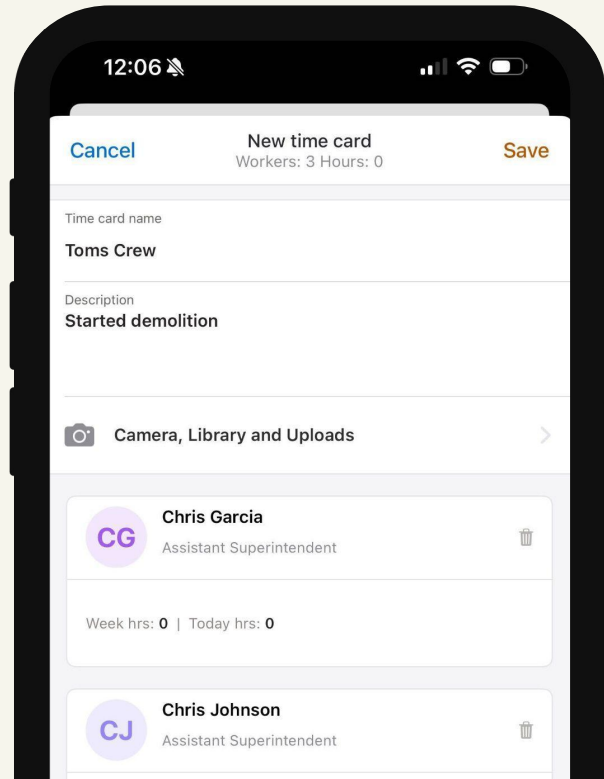 12:06
Cancel
New time card
Save
Workers: 3 Hours: 0
Time card name
Toms Crew
Description
Started demolition
Camera, Library and Uploads
CG
Chris Garcia
Assistant Superintendent
Week hrs: 0 | Today hrs: 0
CJ
Chris Johnson
Assistant Superintendent